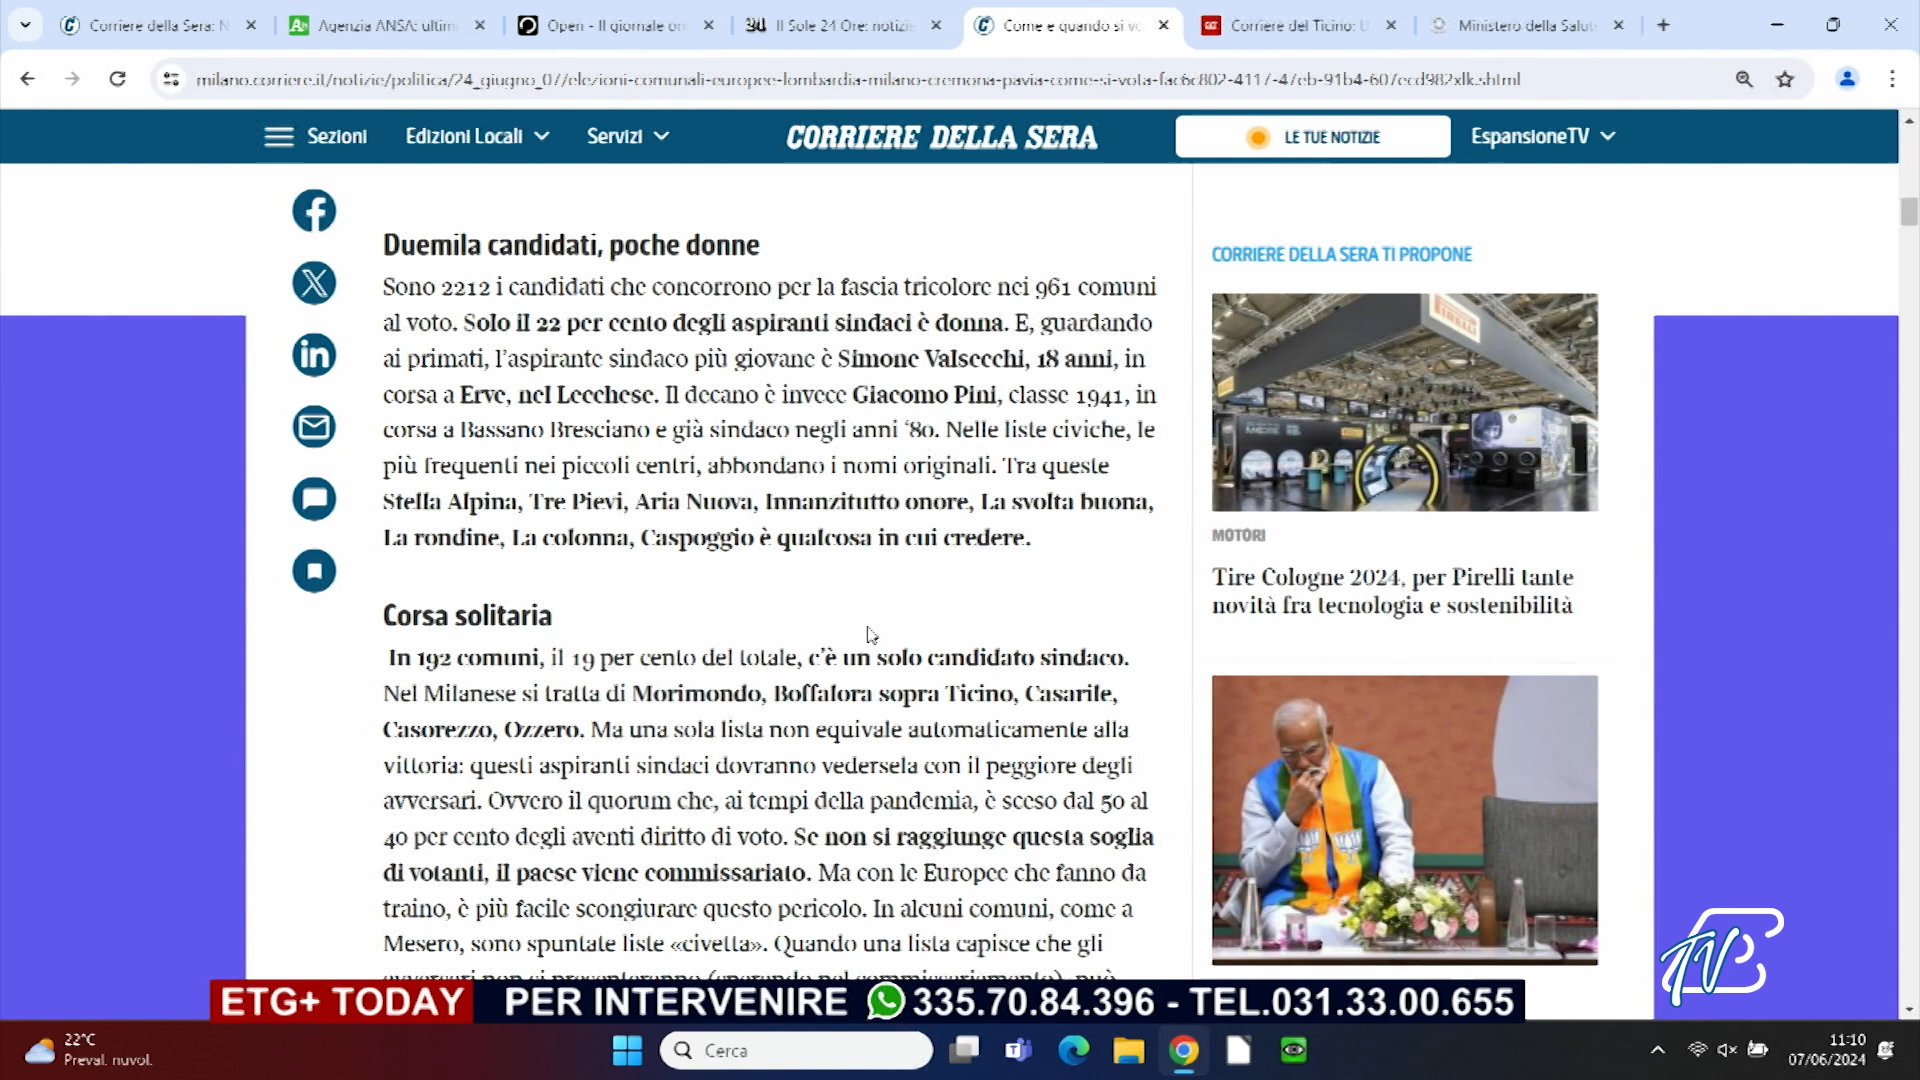 Corriere della Sera: N
Agenzia ANSA: ultim
Open - Il giornale on
Il Sole 24 Ore: notizie
Come e quando si vo
Corriere del Ticino: U
Ministero della Salute
milano.corriere.it/notizie/politica/24_giugno_07/elezioni-comunali-europee-lombardia-milano-cremona-pavia-come-si-vota-fac6c802-4117-47eb-91b4-607ecd982xlk.shtml
Sezioni
Edizioni Locali
Servizi
CORRIERE DELLA SERA
LE TUE NOTIZIE
EspansioneTV
Duemila candidati, poche donne
Sono 2212 i candidati che concorrono per la fascia tricolore nei 961 comuni
al voto. Solo il 22 per cento degli aspiranti sindaci è donna. E, guardando
ai primati, l’aspirante sindaco più giovane è Simone Valsecchi, 18 anni, in
corsa a Erve, nel Lecchese. Il decano è invece Giacomo Pini, classe 1941, in
corsa a Bassano Bresciano e già sindaco negli anni ‘80. Nelle liste civiche, le
più frequenti nei piccoli centri, abbondano i nomi originali. Tra queste
Stella Alpina, Tre Pievi, Aria Nuova, Innanzitutto onore, La svolta buona,
La rondine, La colonna, Caspoggio è qualcosa in cui credere.
Corsa solitaria
In 192 comuni, il 19 per cento del totale, c’è un solo candidato sindaco.
Nel Milanese si tratta di Morimondo, Boffalora sopra Ticino, Casarile,
Casorezzo, Ozzero. Ma una sola lista non equivale automaticamente alla
vittoria: questi aspiranti sindaci dovranno vedersela con il peggiore degli
avversari. Ovvero il quorum che, ai tempi della pandemia, è sceso dal 50 al
40 per cento degli aventi diritto di voto. Se non si raggiunge questa soglia
di votanti, il paese viene commissariato. Ma con le Europee che fanno da
traino, è più facile scongiurare questo pericolo. In alcuni comuni, come a
Mesero, sono spuntate liste «civetta». Quando una lista capisce che gli
CORRIERE DELLA SERA TI PROPONE
PIRELLI
MOTORI
Tire Cologne 2024, per Pirelli tante
novità fra tecnologia e sostenibilità
ETG+ TODAY
PER INTERVENIRE 335.70.84.396 - TEL.031.33.00.655
22°C
Preval. nuvol.
Cerca
11:10
07/06/2024